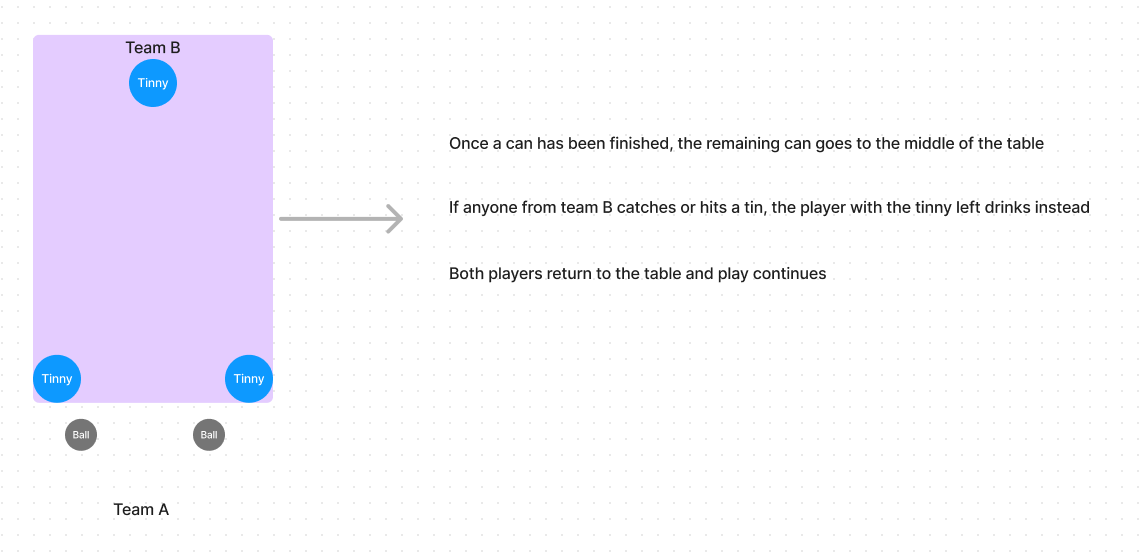 Team B
Tinny
Once a can has been finished, the remaining can goes to the middle of the table
If anyone from team B catches or hits a tin, the player with the tinny left drinks instead
Both players return to the table and play continues
Tinny Tinny
Ball Ball
Team A